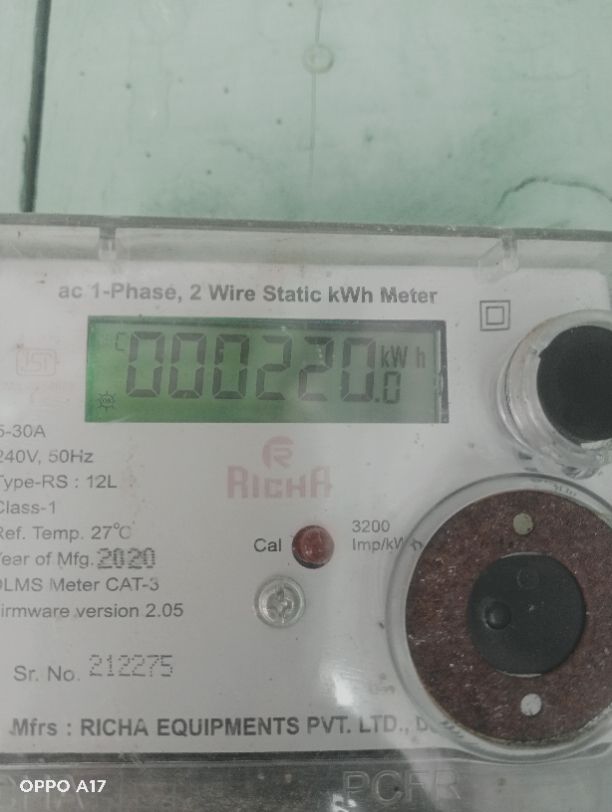 ac 1-Phase, 2 Wire Static kWh Meter
C 000220.0 kWh
5-30A
240V, 50Hz
Type-RS : 12L
Class-1
Ref. Temp. 27°C
Year of Mfg. 2020
DLMS Meter CAT-3
Firmware version 2.05
RICHA
Cal
3200
Imp/kW
Sr. No. 212275
Mfrs : RICHA EQUIPMENTS PVT. LTD.,
OPPO A17